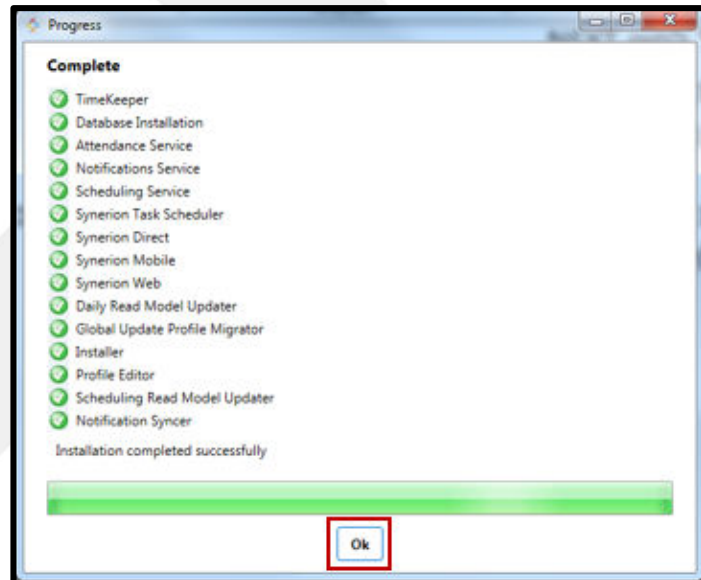 Progress
Complete
TimeKeeper
Database Installation
Attendance Service
Notifications Service
Scheduling Service
Synerion Task Scheduler
Synerion Direct
Synerion Mobile
Synerion Web
Daily Read Model Updater
Global Update Profile Migrator
Installer
Profile Editor
Scheduling Read Model Updater
Notification Syncer
Installation completed successfully
Ok